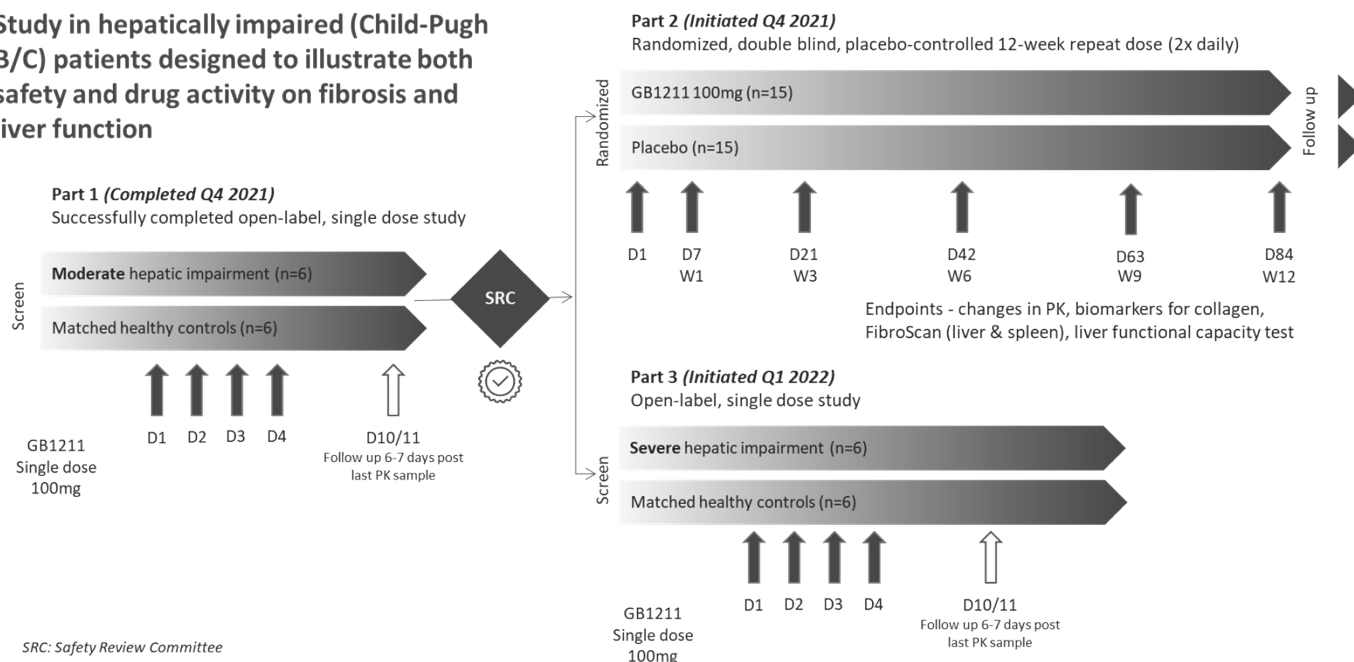 Study in hepatically impaired (Child-Pugh
B/C) patients designed to illustrate both
safety and drug activity on fibrosis and
liver function
Part 1 (Completed Q4 2021)
Successfully completed open-label, single dose study
Screen
Moderate hepatic impairment (n=6)
Matched healthy controls (n=6)
D1 D2 D3 D4
D10/11
Follow up 6-7 days post
last PK sample
GB1211
Single dose
100mg
SRC
Part 2 (Initiated Q4 2021)
Randomized, double blind, placebo-controlled 12-week repeat dose (2x daily)
Randomized
GB1211 100mg (n=15)
Placebo (n=15)
Follow up
D1 D7 D21 D42 D63 D84
W1 W3 W6 W9 W12
Endpoints - changes in PK, biomarkers for collagen,
FibroScan (liver & spleen), liver functional capacity test
Part 3 (Initiated Q1 2022)
Open-label, single dose study
Screen
Severe hepatic impairment (n=6)
Matched healthy controls (n=6)
D1 D2 D3 D4
D10/11
Follow up 6-7 days post
last PK sample
GB1211
Single dose
100mg
SRC: Safety Review Committee